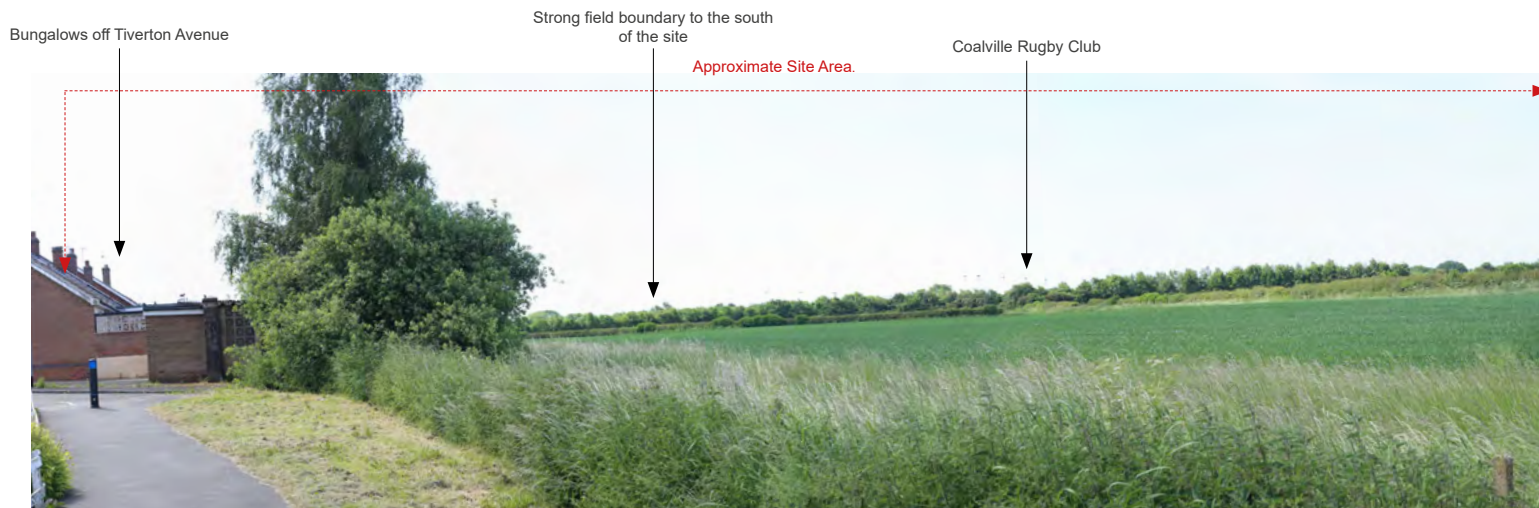 Bungalows off Tiverton Avenue
Strong field boundary to the south
of the site
Coalville Rugby Club
Approximate Site Area.